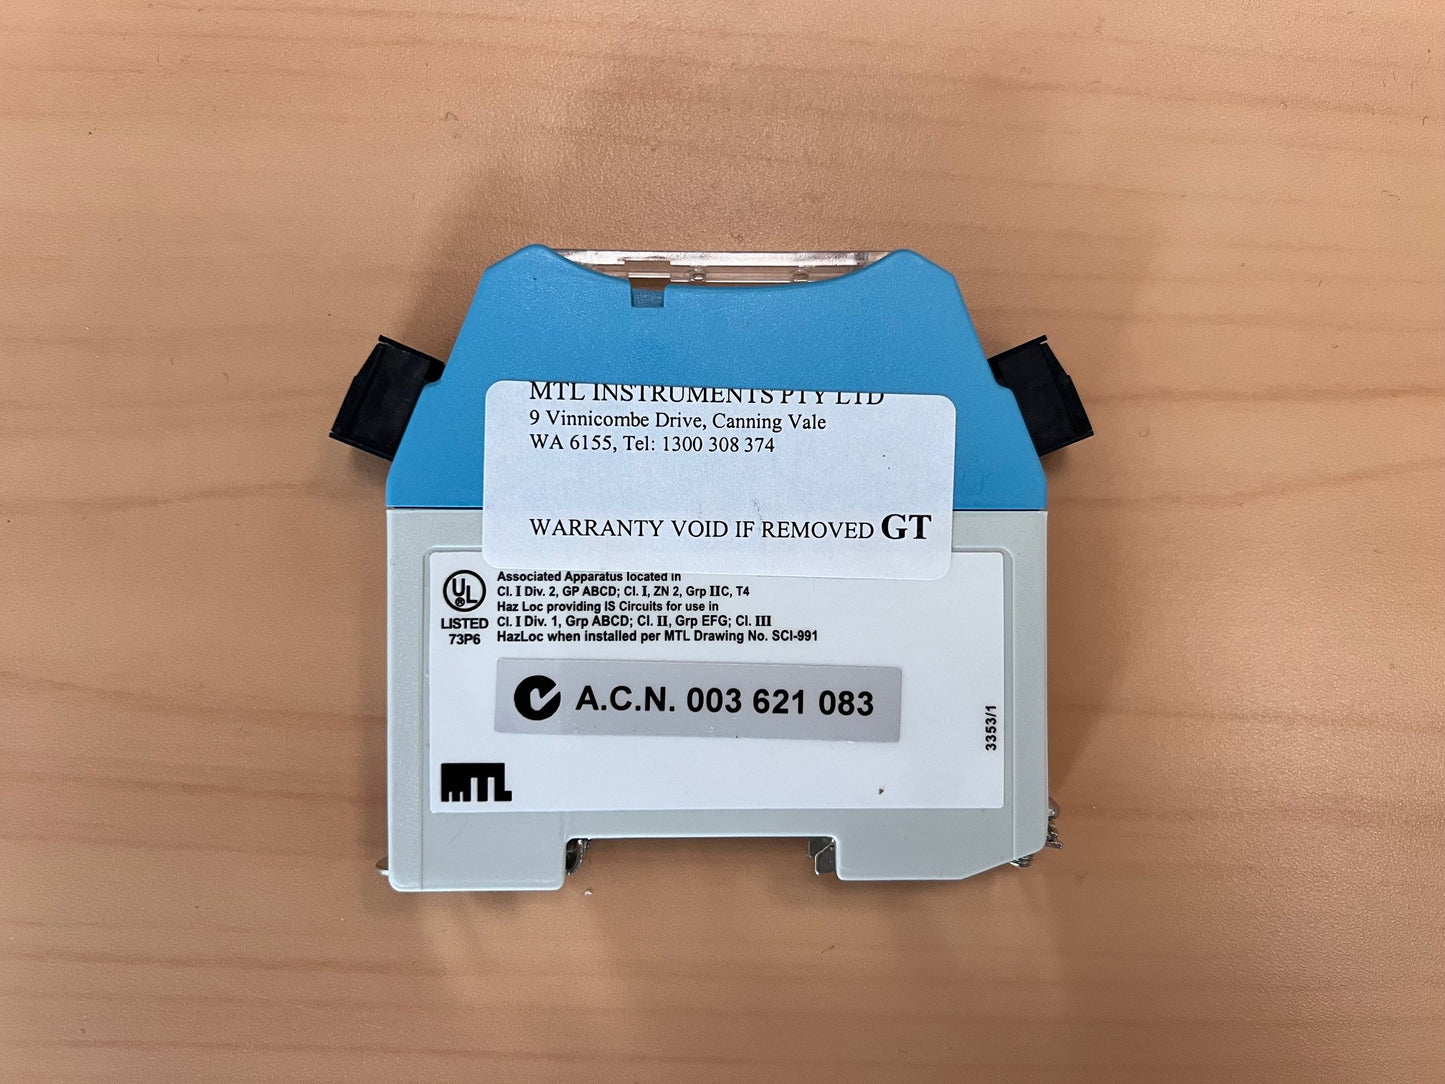 MTL INSTRUMENTS PTY LTD
9 Vinnicombe Drive, Canning Vale
WA 6155, Tel: 1300 308 374
WARRANTY VOID IF REMOVED GT
UL
®
LISTED
73P6
Associated Apparatus located in
Cl. I Div. 2, GP ABCD; Cl. I, ZN 2, Grp IIC, T4
Haz Loc providing IS Circuits for use in
Cl. I Div. 1, Grp ABCD; Cl. II, Grp EFG; Cl. III
HazLoc when installed per MTL Drawing No. SCI-991
A.C.N. 003 621 083
3353/1
MTL